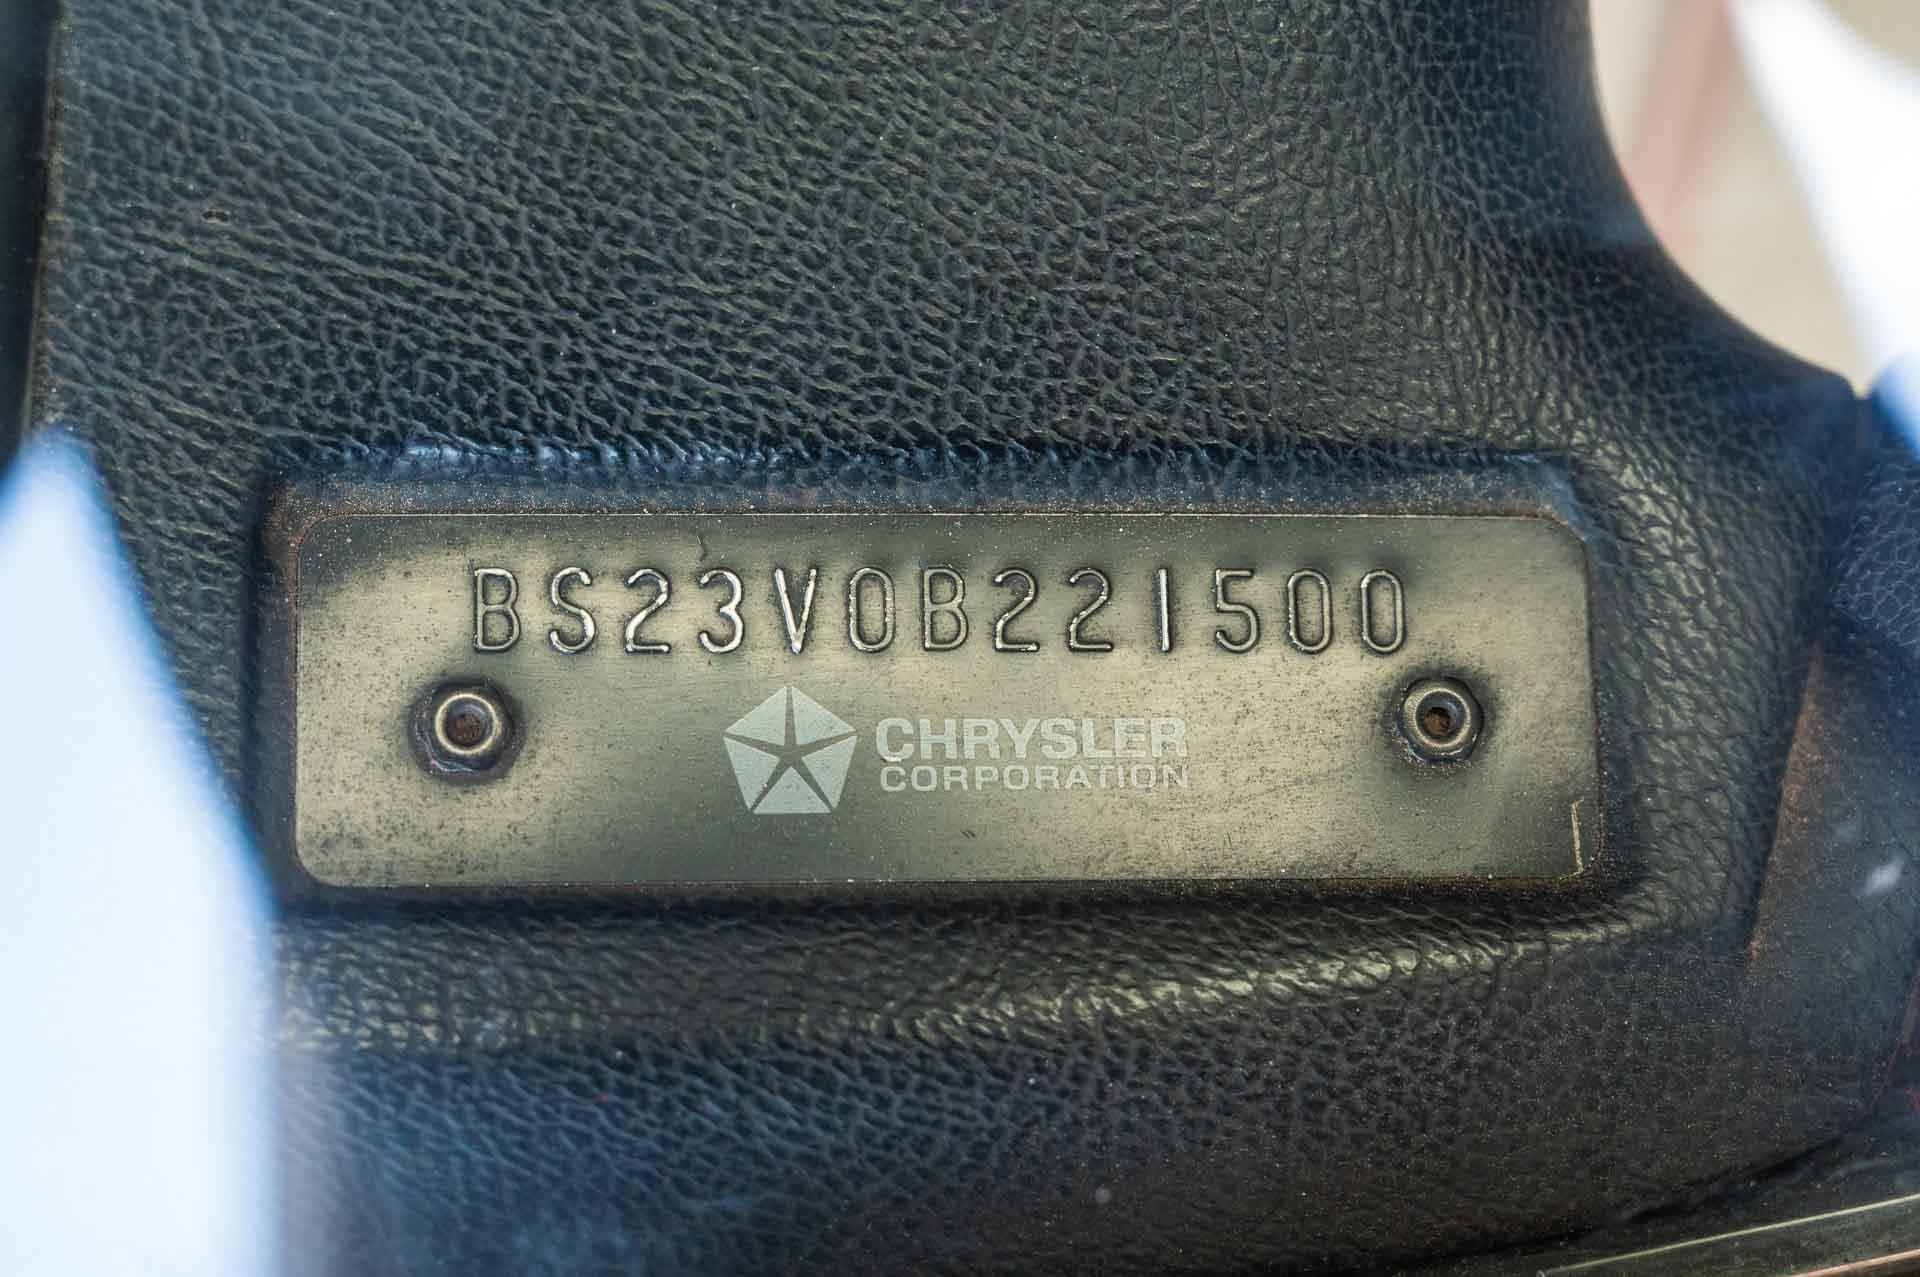 BS23V0B221500
CHRYSLER
CORPORATION